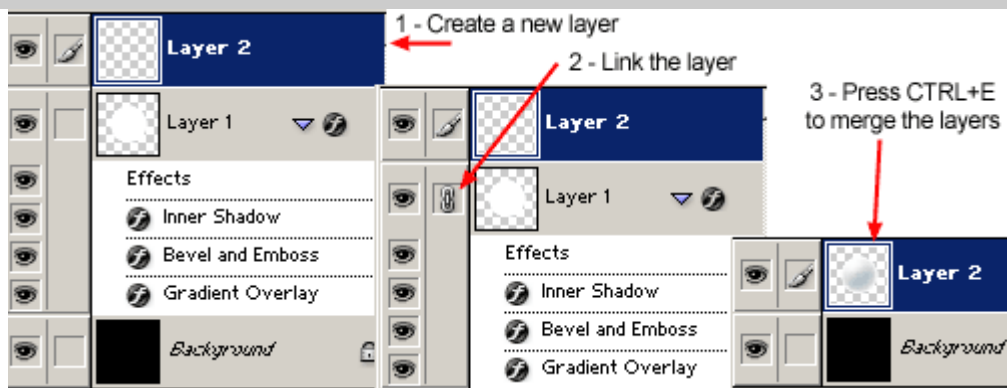 1 - Create a new layer
Layer 2
Layer 1
Effects
Inner Shadow
Bevel and Emboss
Gradient Overlay
Background
2 - Link the layer
Layer 2
Layer 1
Effects
Inner Shadow
Bevel and Emboss
Gradient Overlay
3 - Press CTRL+E
to merge the layers
Layer 2
Background